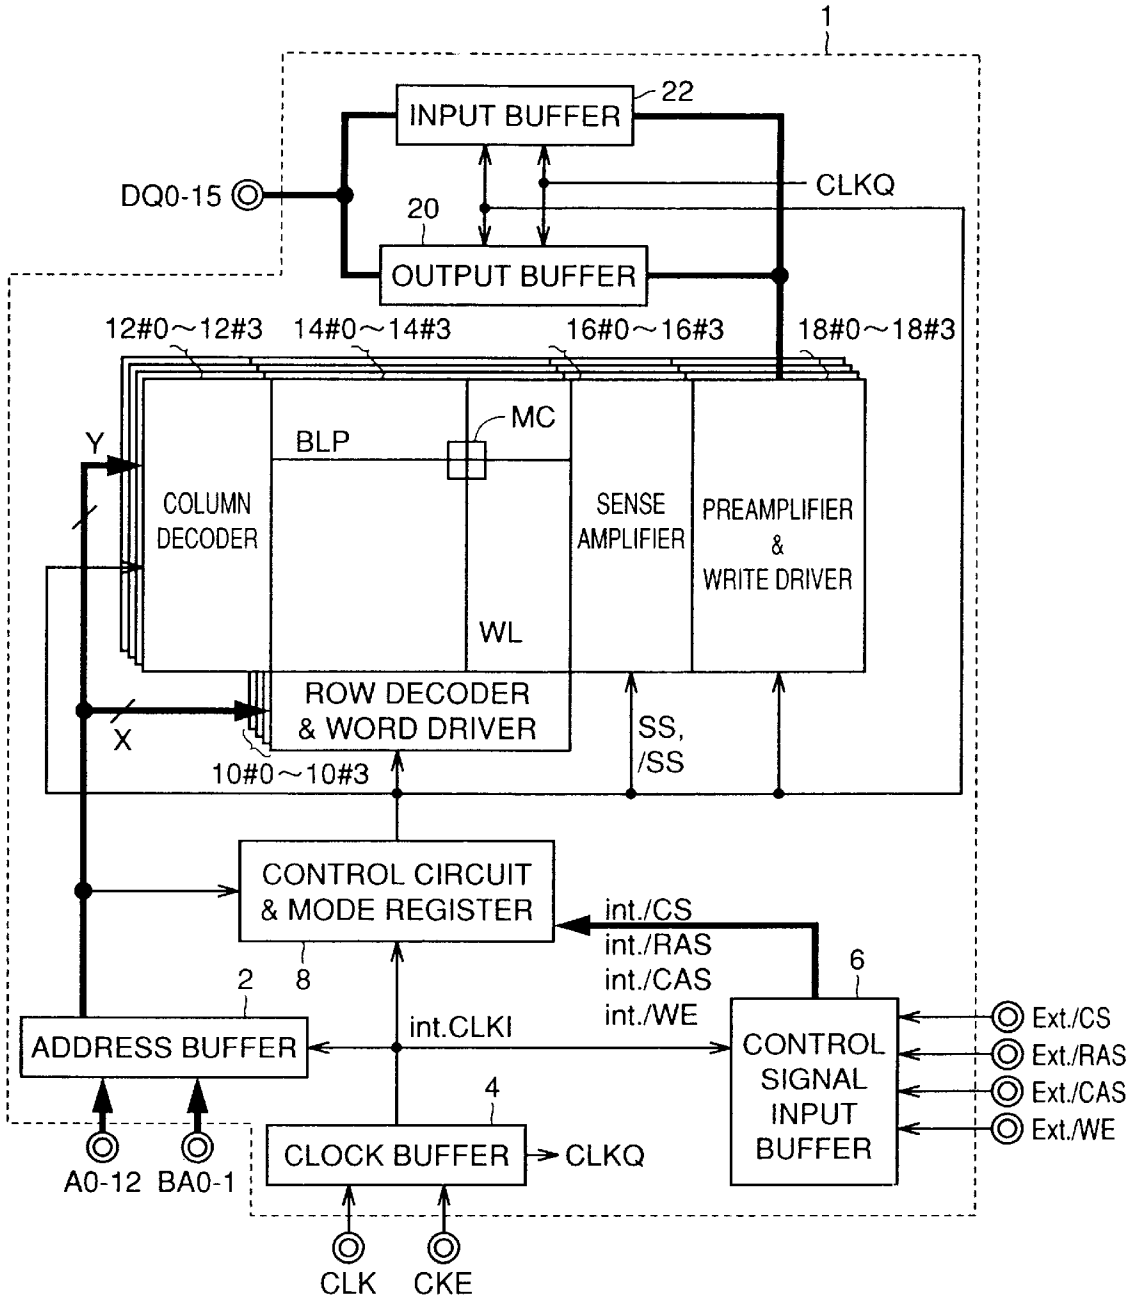 1
INPUT BUFFER
22
DQ0-15
CLKQ
20
OUTPUT BUFFER
12#0~12#3
14#0~14#3
16#0~16#3
18#0~18#3
MC
Y
BLP
COLUMN
DECODER
SENSE
AMPLIFIER
PREAMPLIFIER
&
WRITE DRIVER
WL
ROW DECODER
& WORD DRIVER
X
SS,
/SS
10#0~10#3
CONTROL CIRCUIT
& MODE REGISTER
8
int./CS
int./RAS
int./CAS
int./WE
6
2
ADDRESS BUFFER
int.CLKI
CONTROL
SIGNAL
INPUT
BUFFER
Ext./CS
Ext./RAS
Ext./CAS
Ext./WE
4
CLOCK BUFFER
CLKQ
A0-12
BA0-1
CLK
CKE